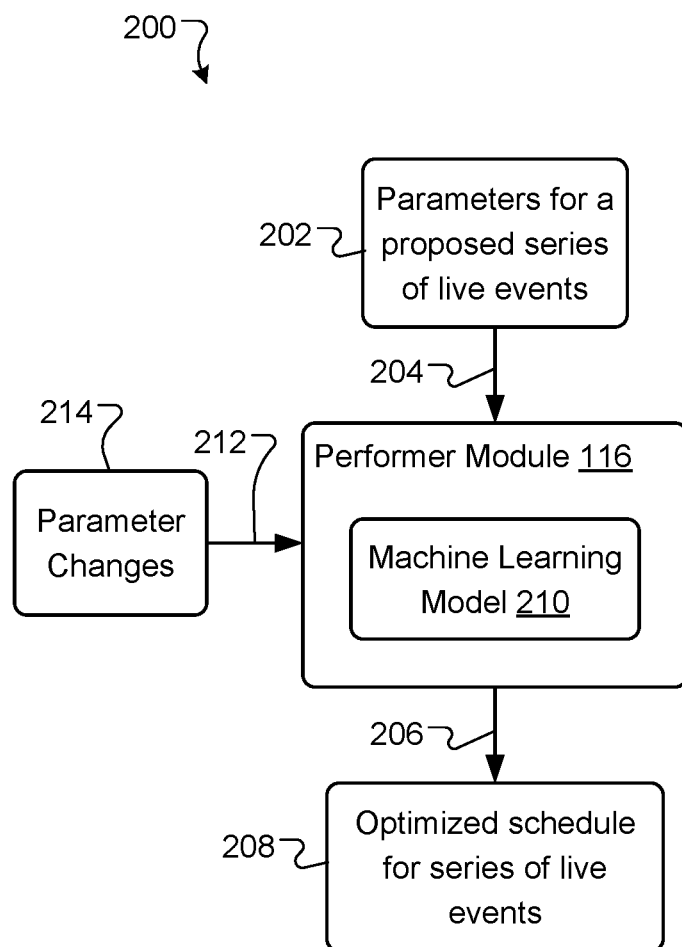 200
Parameters for a
proposed series
of live events
202
204
214
212
Performer Module 116
Parameter
Changes
Machine Learning
Model 210
206
Optimized schedule
for series of live
events
208